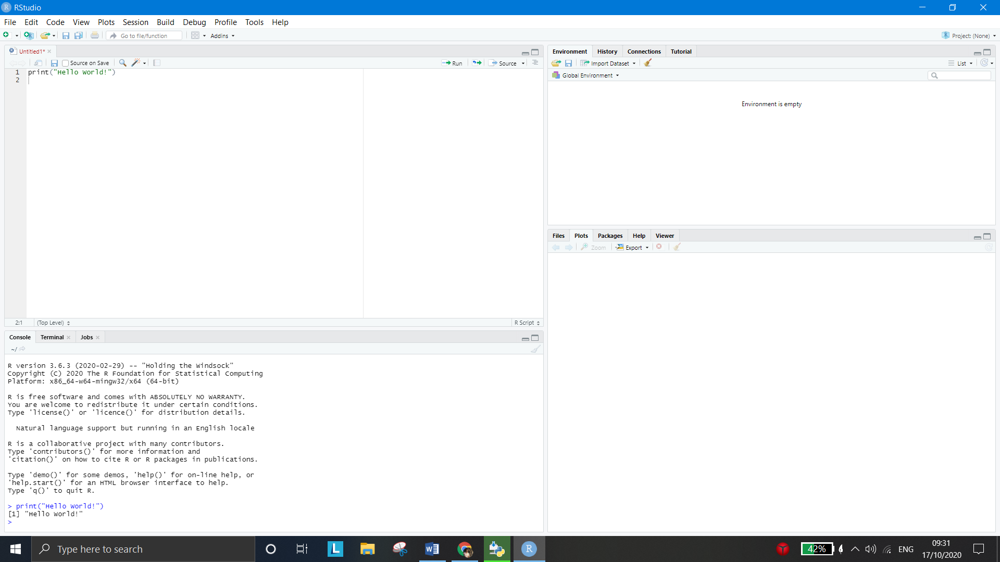 RStudio
File Edit Code View Plots Session Build Debug Profile Tools Help
Go to file/function Addins Project: (None)
Untitled1*
Source on Save Run Source
1 print("Hello World!")
2
2:1 (Top Level) R Script
Console Terminal Jobs
~/
R version 3.6.3 (2020-02-29) -- "Holding the Windsock"
Copyright (C) 2020 The R Foundation for Statistical Computing
Platform: x86_64-w64-mingw32/x64 (64-bit)
R is free software and comes with ABSOLUTELY NO WARRANTY.
You are welcome to redistribute it under certain conditions.
Type 'license()' or 'licence()' for distribution details.
Natural language support but running in an English locale
R is a collaborative project with many contributors.
Type 'contributors()' for more information and
'citation()' on how to cite R or R packages in publications.
Type 'demo()' for some demos, 'help()' for on-line help, or
'help.start()' for an HTML browser interface to help.
Type 'q()' to quit R.
> print("Hello World!")
[1] "Hello World!"
>
Environment History Connections Tutorial
Import Dataset List
Global Environment
Environment is empty
Files Plots Packages Help Viewer
Zoom Export
Type here to search
42% ENG 09:31
17/10/2020